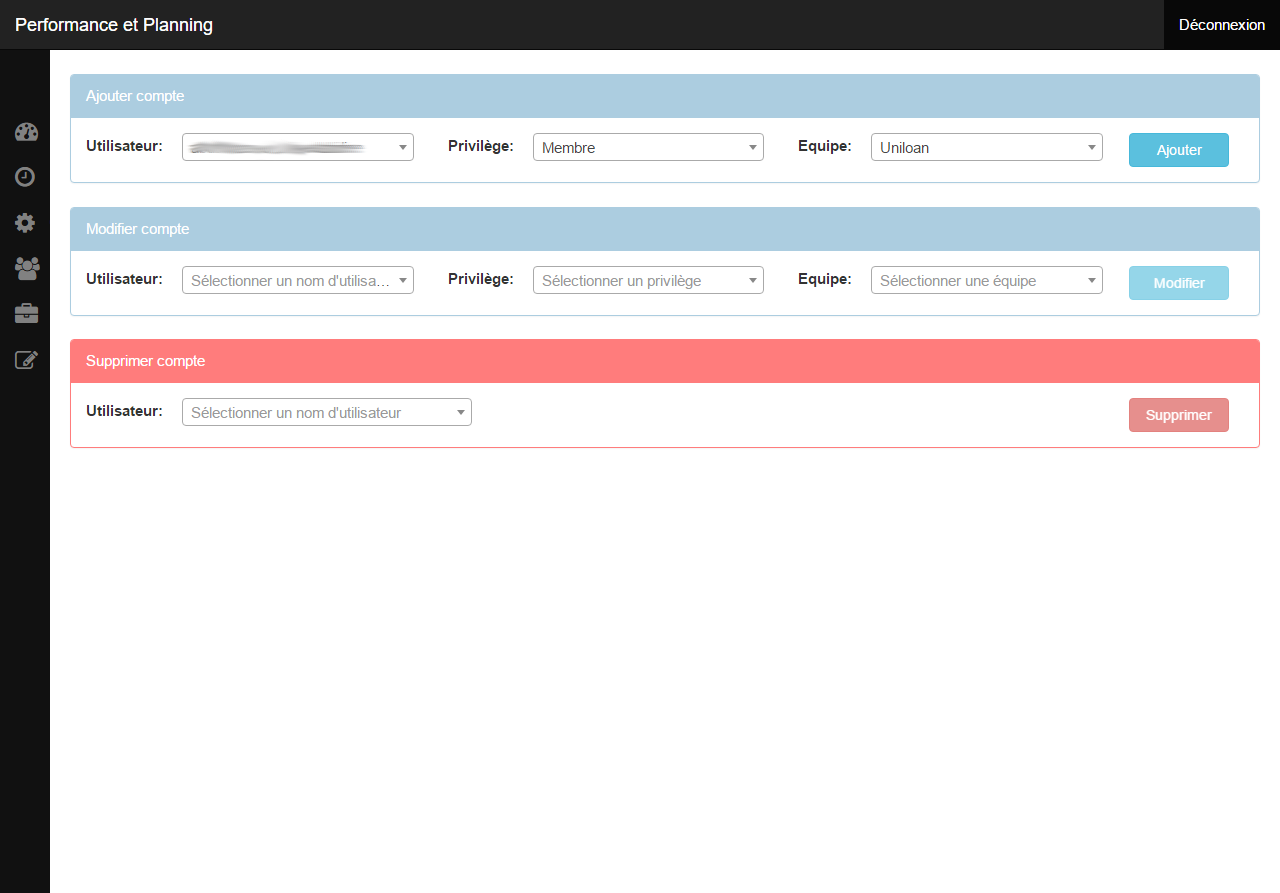 Performance et Planning Déconnexion
Ajouter compte
Utilisateur: Privilège: Membre Equipe: Uniloan Ajouter
Modifier compte
Utilisateur: Sélectionner un nom d'utilisa... Privilège: Sélectionner un privilège Equipe: Sélectionner une équipe Modifier
Supprimer compte
Utilisateur: Sélectionner un nom d'utilisateur Supprimer